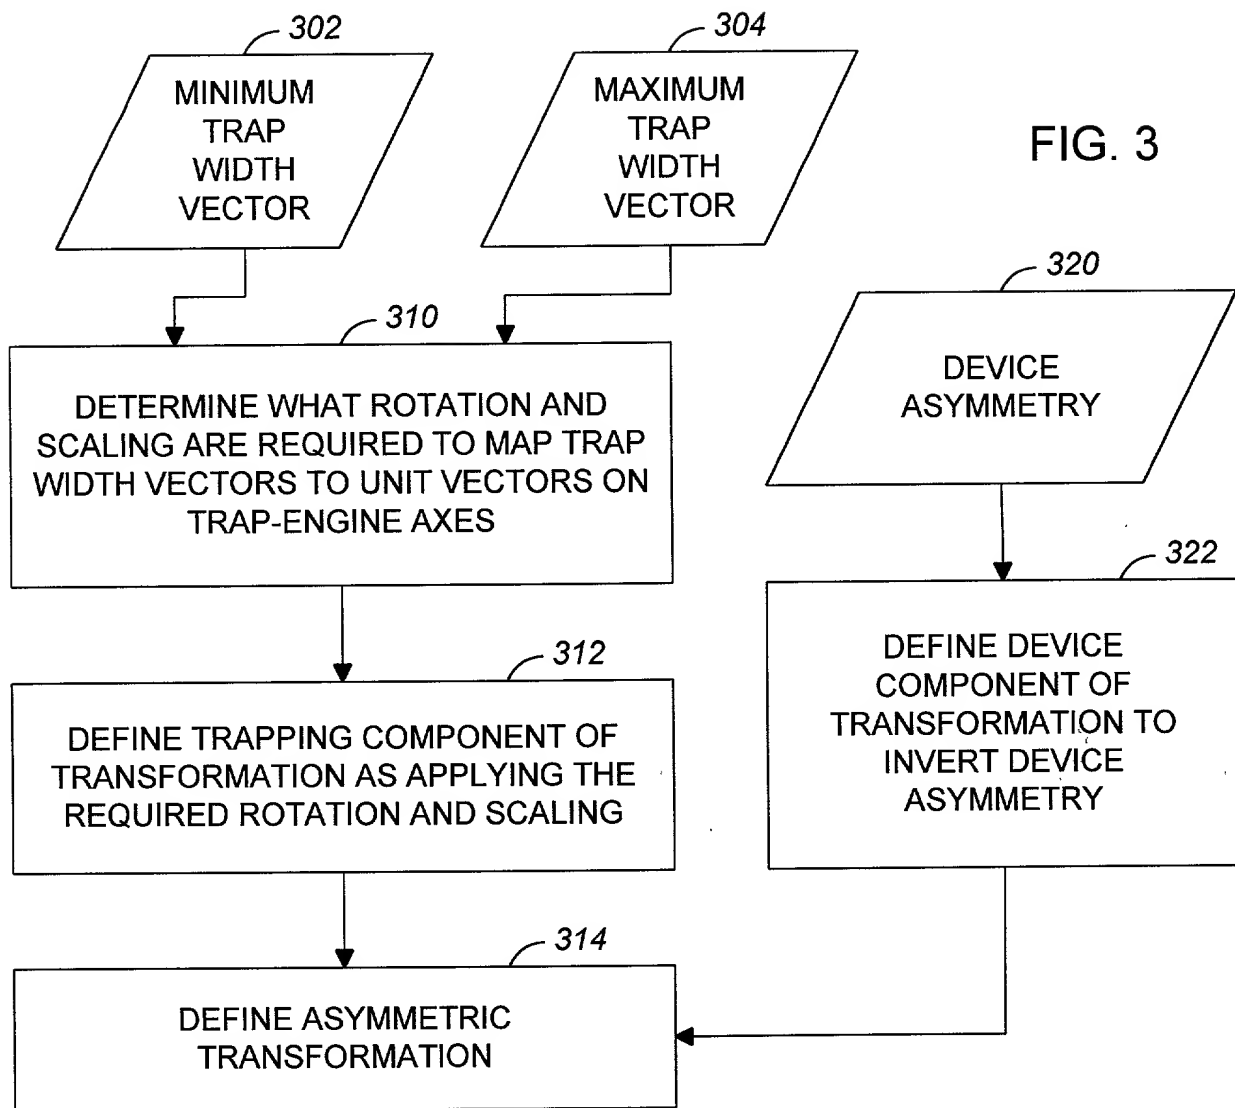 302
MINIMUM
TRAP
WIDTH
VECTOR
304
MAXIMUM
TRAP
WIDTH
VECTOR
FIG. 3
310
DETERMINE WHAT ROTATION AND
SCALING ARE REQUIRED TO MAP TRAP
WIDTH VECTORS TO UNIT VECTORS ON
TRAP-ENGINE AXES
320
DEVICE
ASYMMETRY
312
DEFINE TRAPPING COMPONENT OF
TRANSFORMATION AS APPLYING THE
REQUIRED ROTATION AND SCALING
322
DEFINE DEVICE
COMPONENT OF
TRANSFORMATION TO
INVERT DEVICE
ASYMMETRY
314
DEFINE ASYMMETRIC
TRANSFORMATION